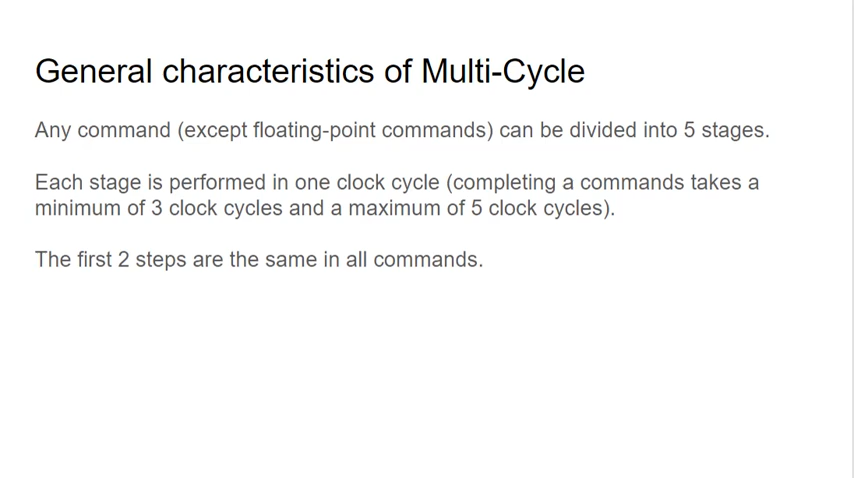 General characteristics of Multi-Cycle
Any command (except floating-point commands) can be divided into 5 stages.
Each stage is performed in one clock cycle (completing a commands takes a
minimum of 3 clock cycles and a maximum of 5 clock cycles).
The first 2 steps are the same in all commands.